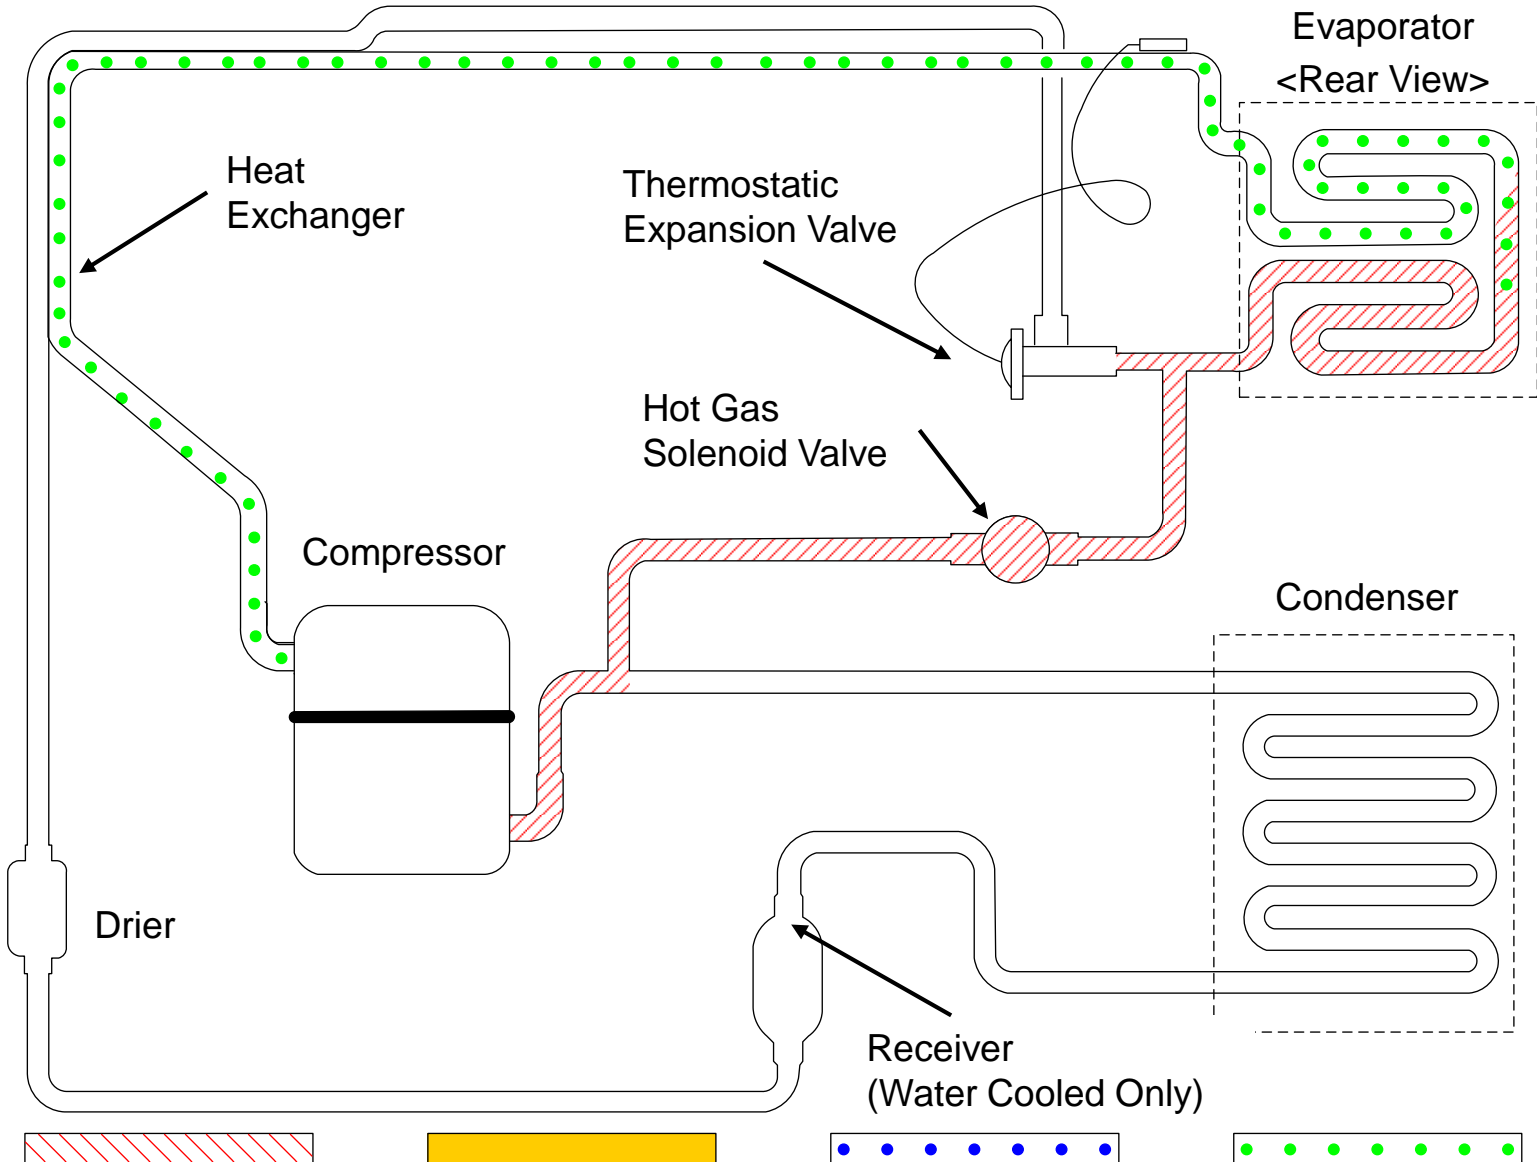 Evaporator
<Rear View>
Heat
Exchanger
Thermostatic
Expansion Valve
Hot Gas
Solenoid Valve
Compressor
Condenser
Drier
Receiver
(Water Cooled Only)